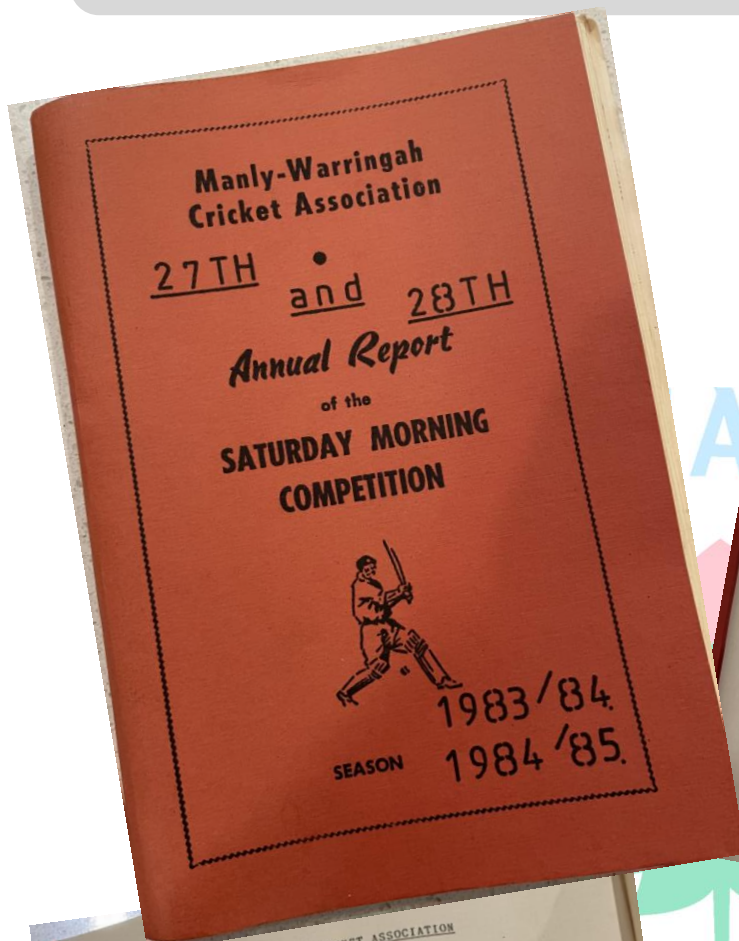 Manly-Warringah
Cricket Association
27TH and 28TH
Annual Report
of the
SATURDAY MORNING
COMPETITION
1983/84.
SEASON 1984/85.
ASSOCIATION
A